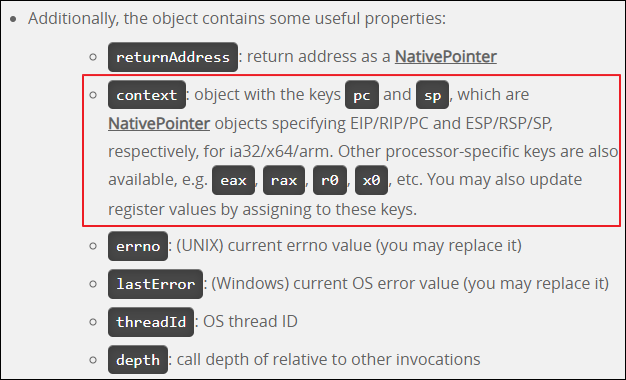 Additionally, the object contains some useful properties:
returnAddress: return address as a NativePointer
context: object with the keys pc and sp, which are
NativePointer objects specifying EIP/RIP/PC and ESP/RSP/SP,
respectively, for ia32/x64/arm. Other processor-specific keys are also
available, e.g. eax, rax, r0, x0, etc. You may also update
register values by assigning to these keys.
errno: (UNIX) current errno value (you may replace it)
lastError: (Windows) current OS error value (you may replace it)
threadId: OS thread ID
depth: call depth of relative to other invocations